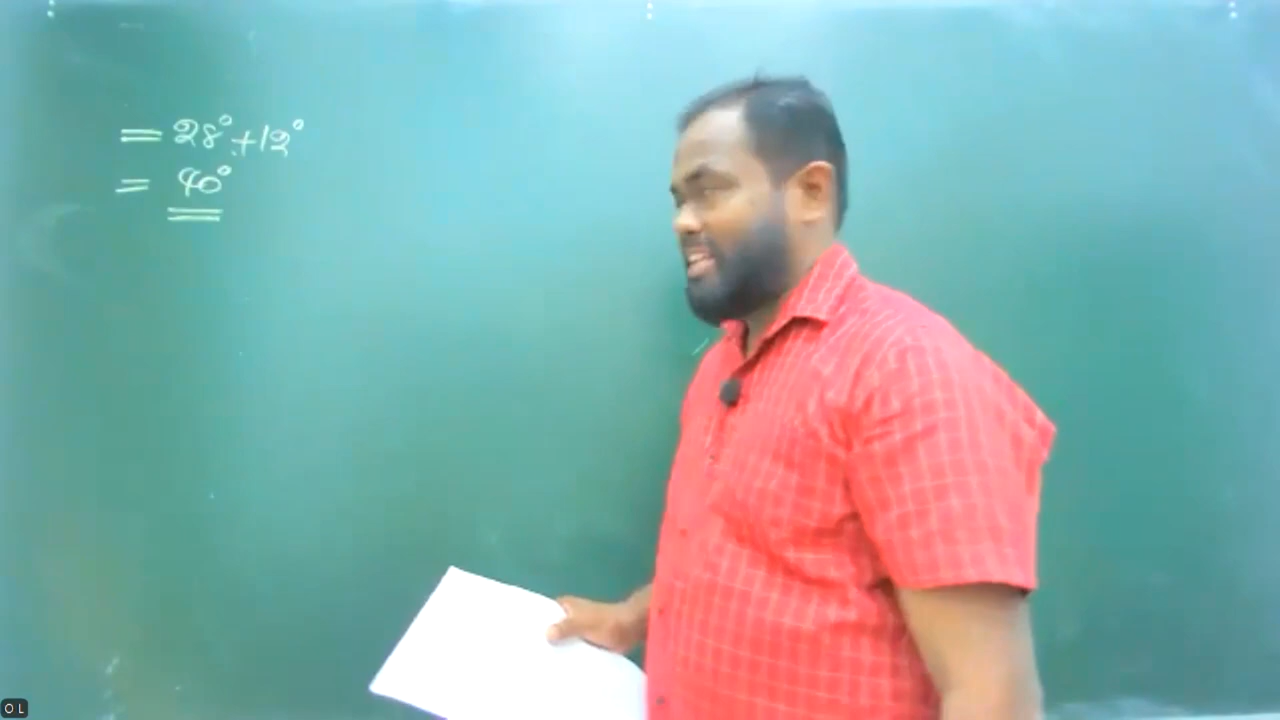 = 28° + 12°
= 40°
O L